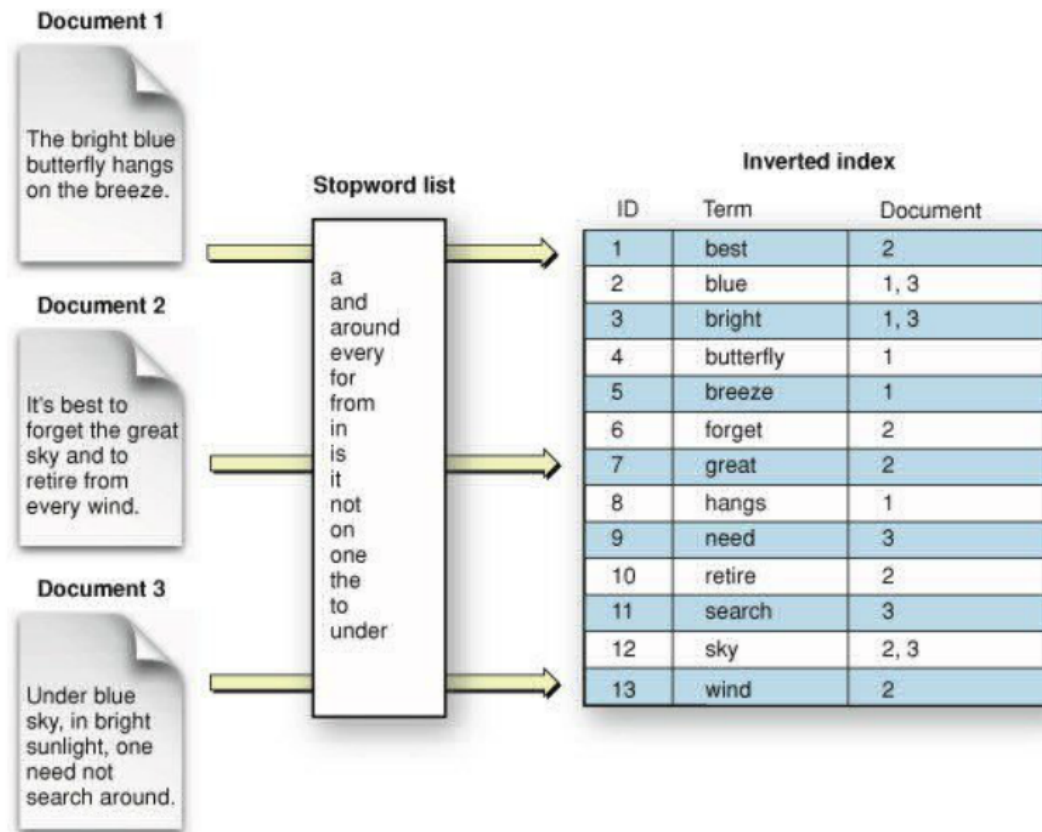 Document 1
The bright blue
butterfly hangs
on the breeze.
Document 2
It's best to
forget the great
sky and to
retire from
every wind.
Document 3
Under blue
sky, in bright
sunlight, one
need not
search around.
Stopword list
a
and
around
every
for
from
in
is
it
not
on
one
the
to
under
Inverted index
ID Term Document
1 best 2
2 blue 1, 3
3 bright 1, 3
4 butterfly 1
5 breeze 1
6 forget 2
7 great 2
8 hangs 1
9 need 3
10 retire 2
11 search 3
12 sky 2, 3
13 wind 2